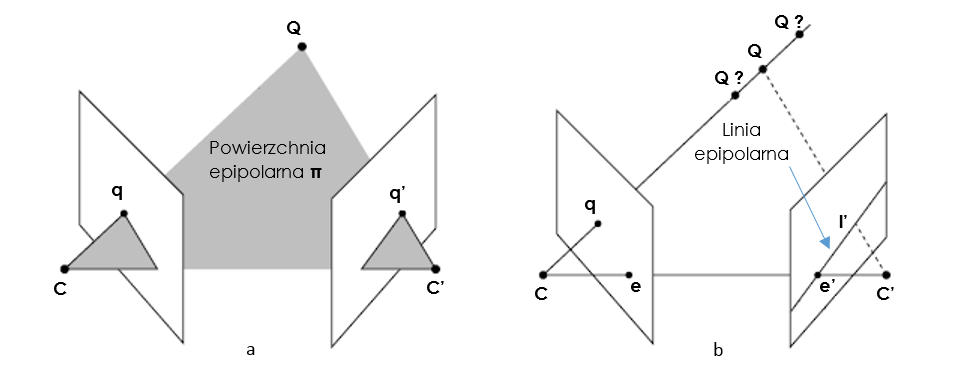 Q
Powierzchnia
epipolarna π
q
q’
C
C’
a
Q ?
Q
Q ?
Linia
epipolarna
q
l’
C
e
e’
C’
b